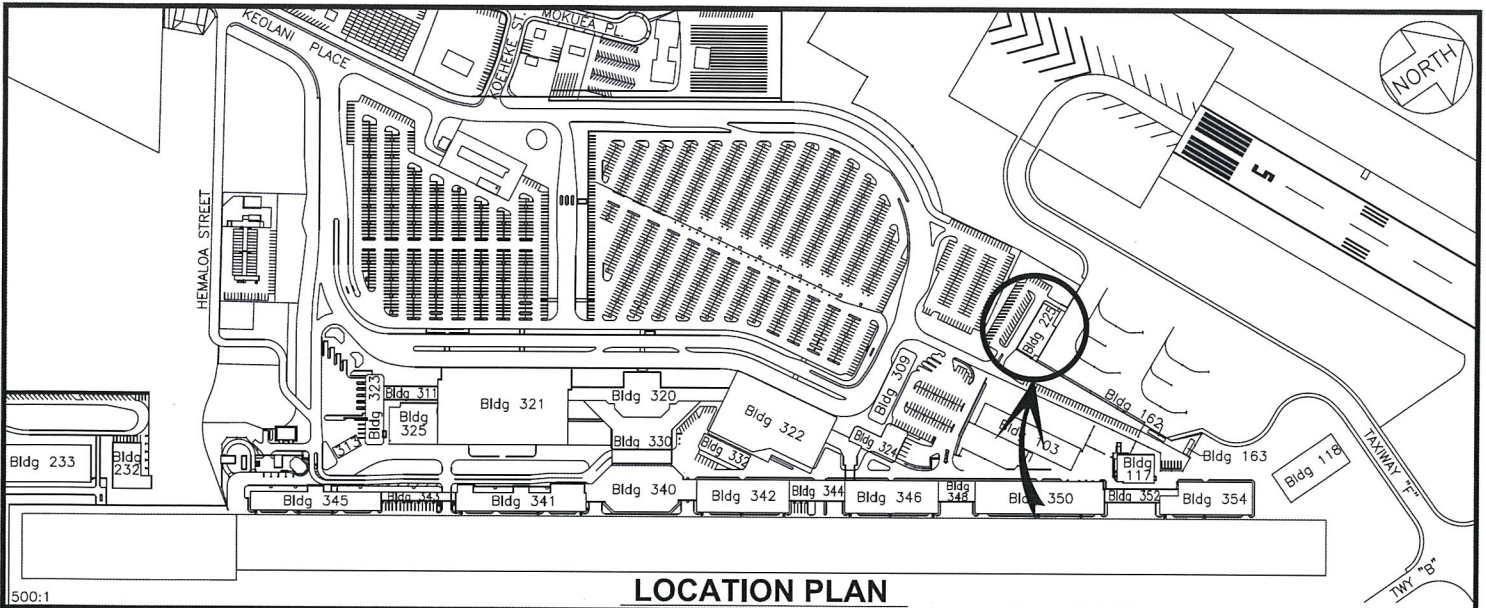 KEOLANI PLACE
KOEHEKE ST.
MOKUEA PL.
NORTH
5
HEMALOA STREET
Bldg 225
Bldg 309
Bldg 323
Bldg 311
Bldg 325
Bldg 321
Bldg 320
Bldg 330
Bldg 322
Bldg 332
Bldg 324
Bldg 162
Bldg 163
Bldg 118
TAXIWAY "F"
313
Bldg 233
Bldg 232
Bldg 117
Bldg 345
Bldg 343
Bldg 341
Bldg 340
Bldg 342
Bldg 344
Bldg 346
Bldg 348
Bldg 350
Bldg 352
Bldg 354
TWY "B"
500:1
LOCATION PLAN